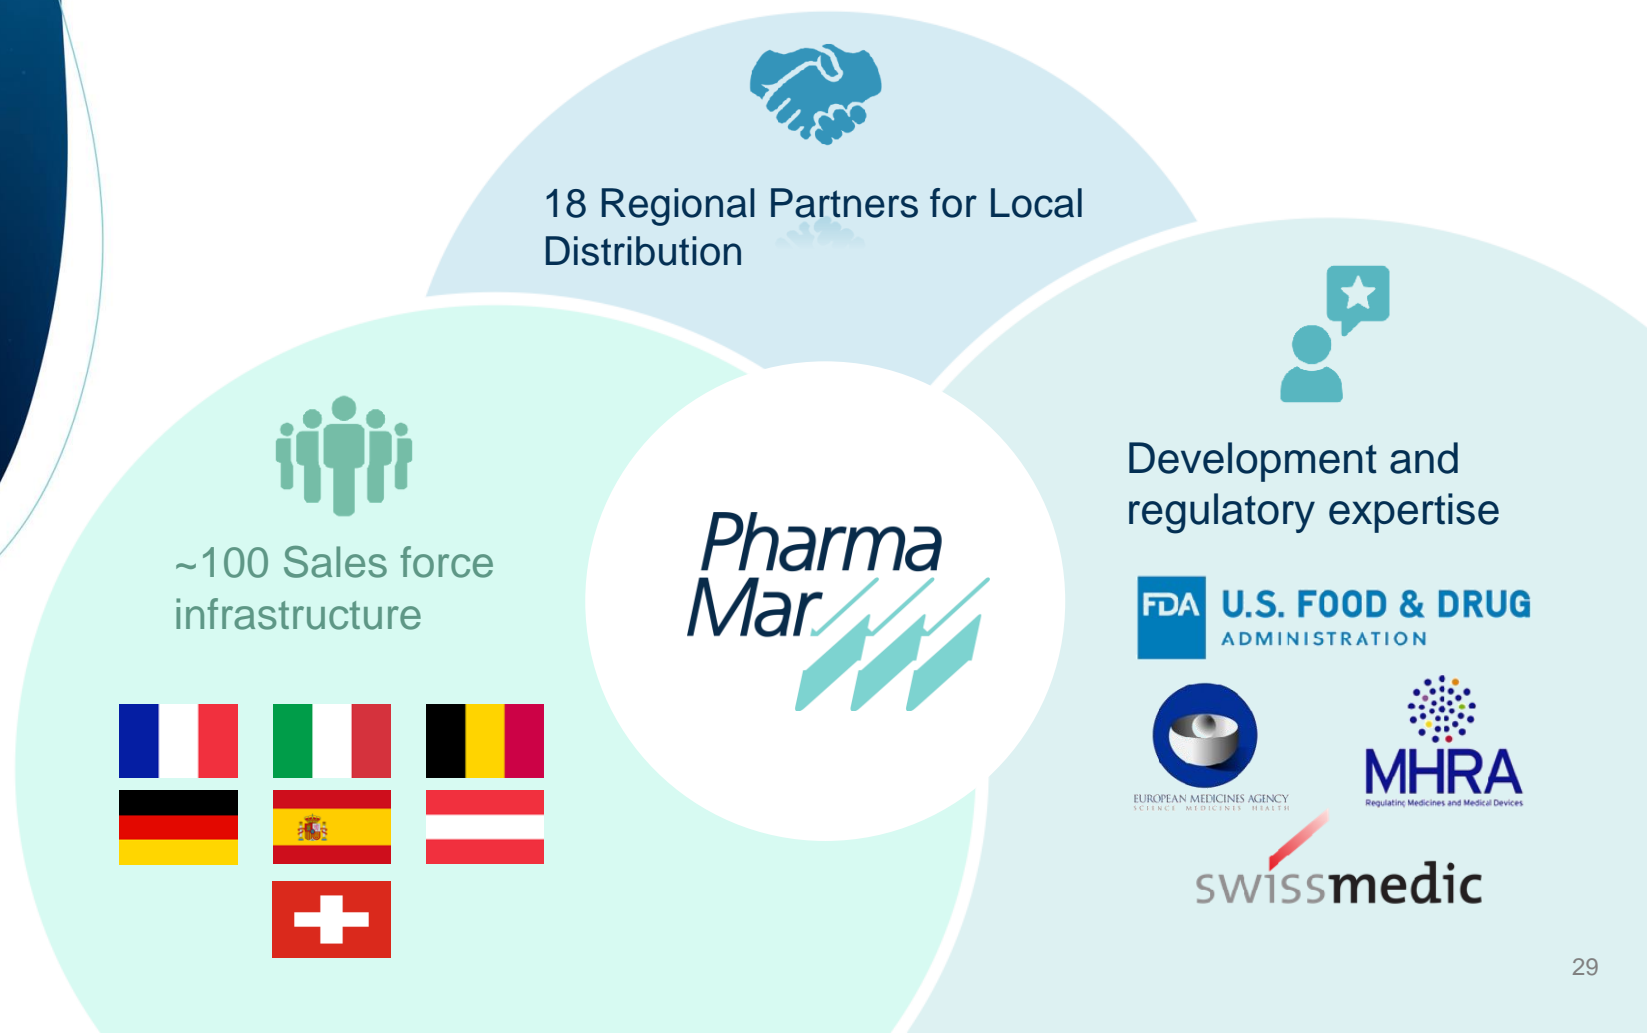 18 Regional Partners for Local
Distribution
~100 Sales force
infrastructure
Pharma
Mar
Development and
regulatory expertise
FDA U.S. FOOD & DRUG
ADMINISTRATION
EUROPEAN MEDICINES AGENCY
SCIENCE MEDICINES HEALTH
MHRA
Regulating Medicines and Medical Devices
swissmedic
29